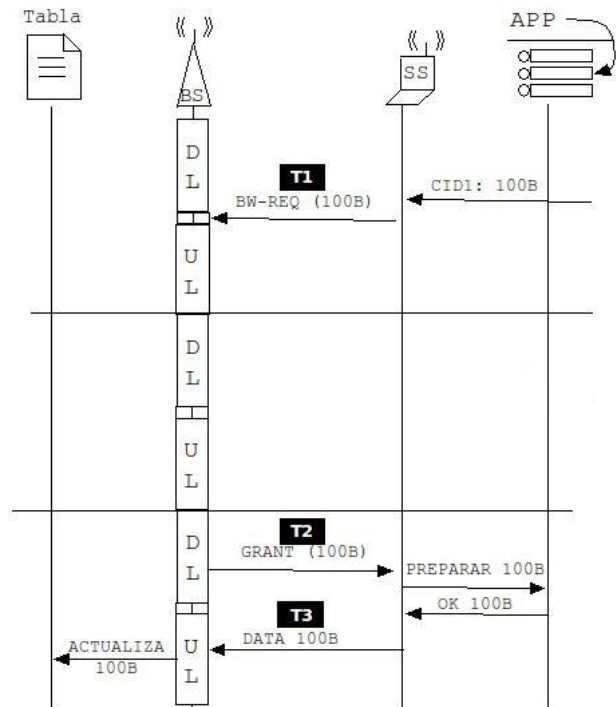 Tabla
APP
BS
SS
D
L
T1
CID1: 100B
BW-REQ (100B)
U
L
D
L
U
L
D
L
T2
GRANT (100B)
PREPARAR 100B
OK 100B
T3
DATA 100B
U
L
ACTUALIZA
100B